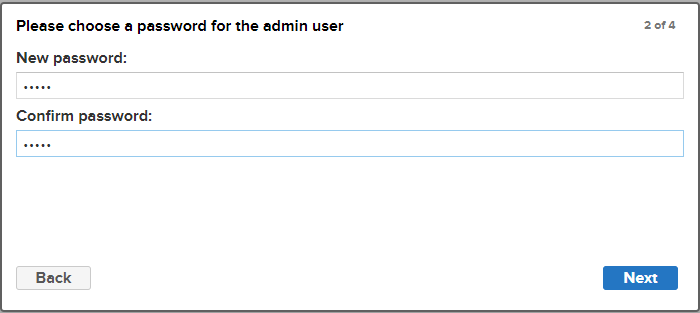 Please choose a password for the admin user
2 of 4
New password:
•••••
Confirm password:
•••••
Back
Next